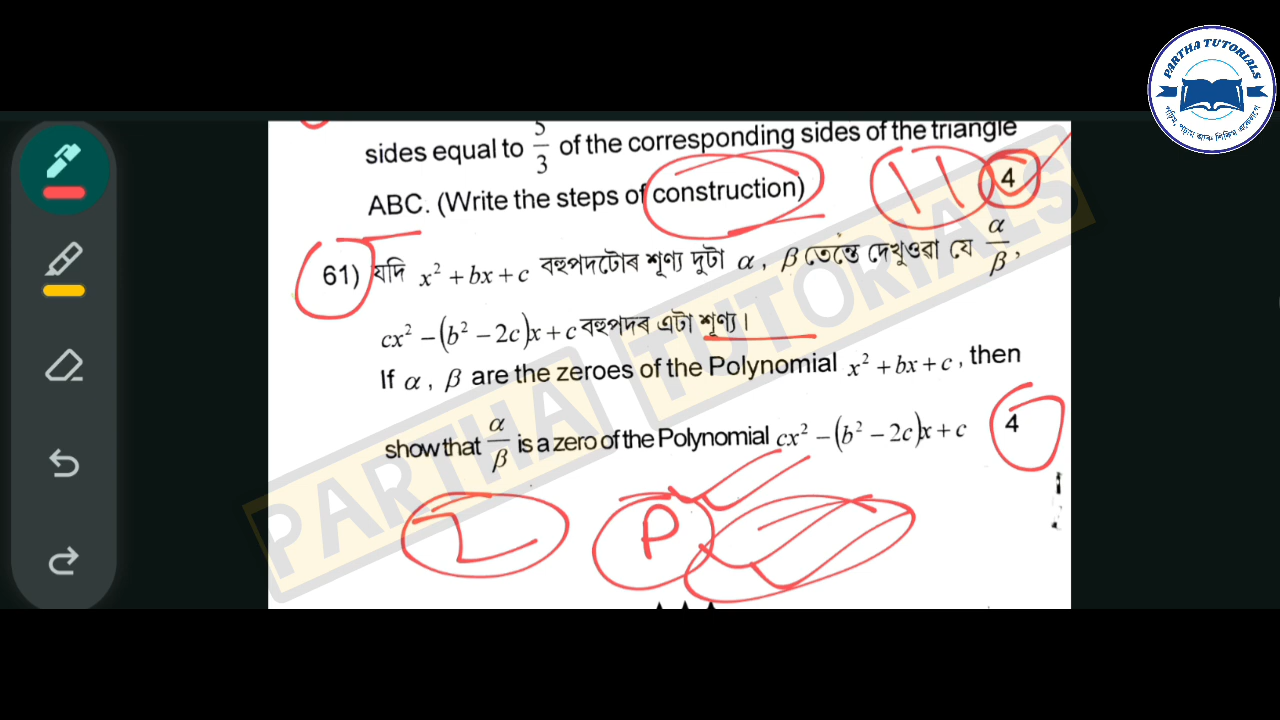 PARTHA TUTORIALS
sides equal to 5/3 of the corresponding sides of the triangle
ABC. (Write the steps of construction) 11 4
61) যদি x² + bx + c বহুপদটোৰ শূণ্য দুটা α, β তেন্তে দেখুওৱা যে α/β,
cx² – (b² – 2c)x + c বহুপদৰ এটা শূণ্য।
If α, β are the zeroes of the Polynomial x² + bx + c, then
show that α/β is a zero of the Polynomial cx² – (b² – 2c)x + c 4
P
PARTHA TUTORIALS